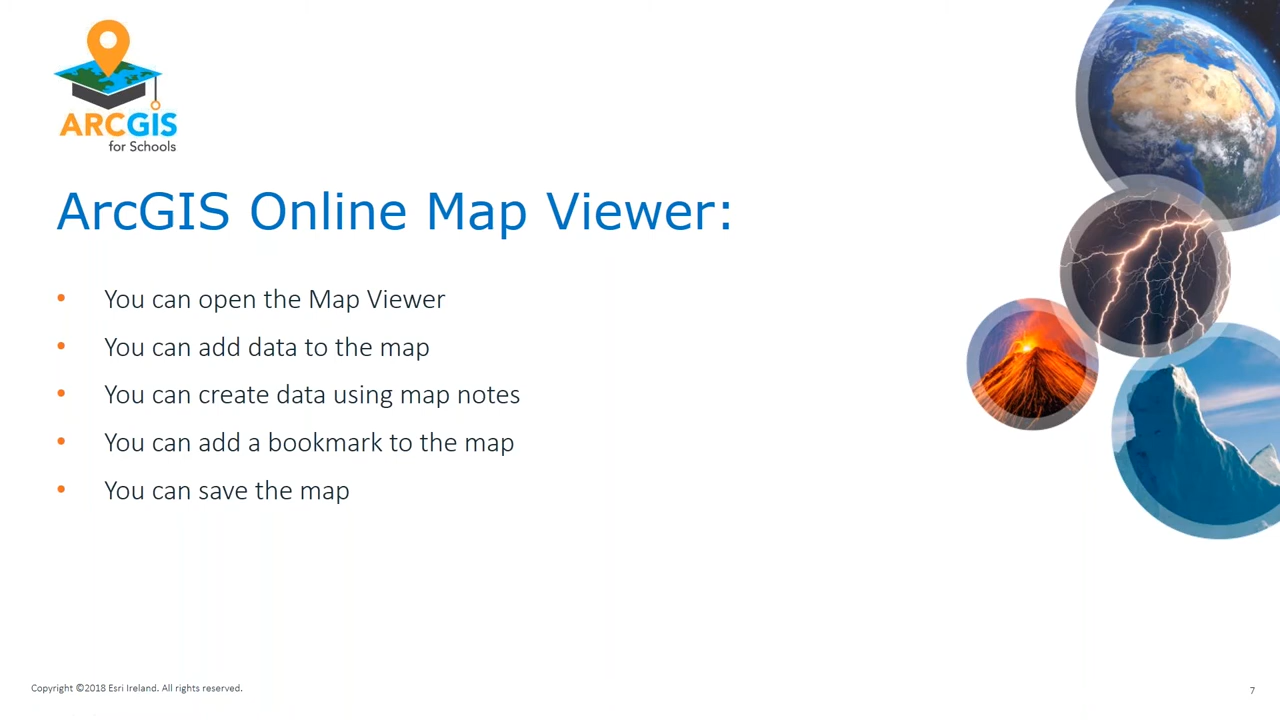 ARCGIS
for Schools
ArcGIS Online Map Viewer:
• You can open the Map Viewer
• You can add data to the map
• You can create data using map notes
• You can add a bookmark to the map
• You can save the map
Copyright ©2018 Esri Ireland. All rights reserved.
7